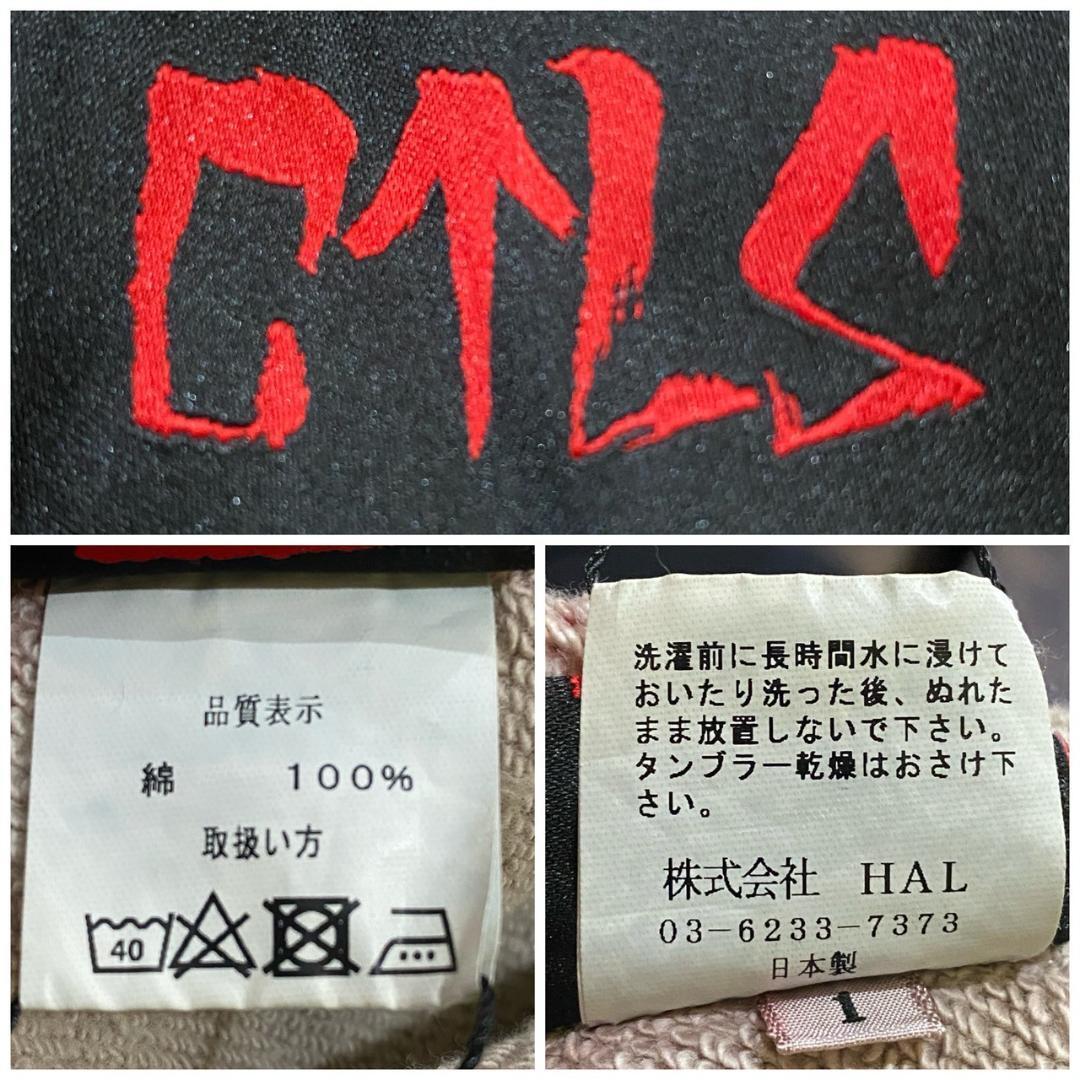 CTLS
品質表示
綿 100%
取扱い方
40
洗濯前に長時間水に浸けて
おいたり洗った後、ぬれた
まま放置しないで下さい。
タンブラー乾燥はおさけ下
さい。
株式会社 HAL
03-6233-7373
日本製
1